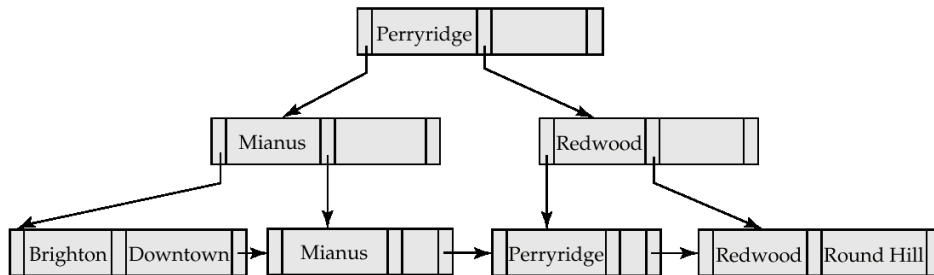 Perryridge
Mianus Redwood
Brighton Downtown Mianus Perryridge Redwood Round Hill